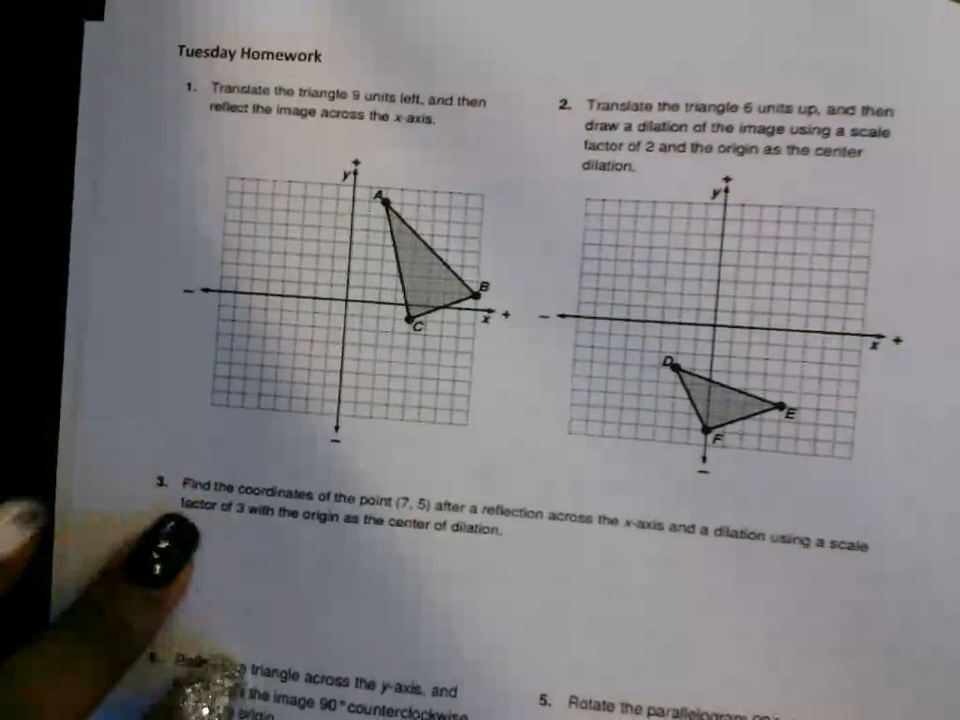 Tuesday Homework
1. Translate the triangle 9 units left, and then
reflect the image across the x-axis.
2. Translate the triangle 6 units up, and then
draw a dilation of the image using a scale
factor of 2 and the origin as the center
dilation.
y
A
B
x
C
y
x
D
E
F
3. Find the coordinates of the point (7, 5) after a reflection across the x-axis and a dilation using a scale
factor of 3 with the origin as the center of dilation.
triangle across the y-axis, and
the image 90° counterclockwise
origin
5. Rotate the parallelogram